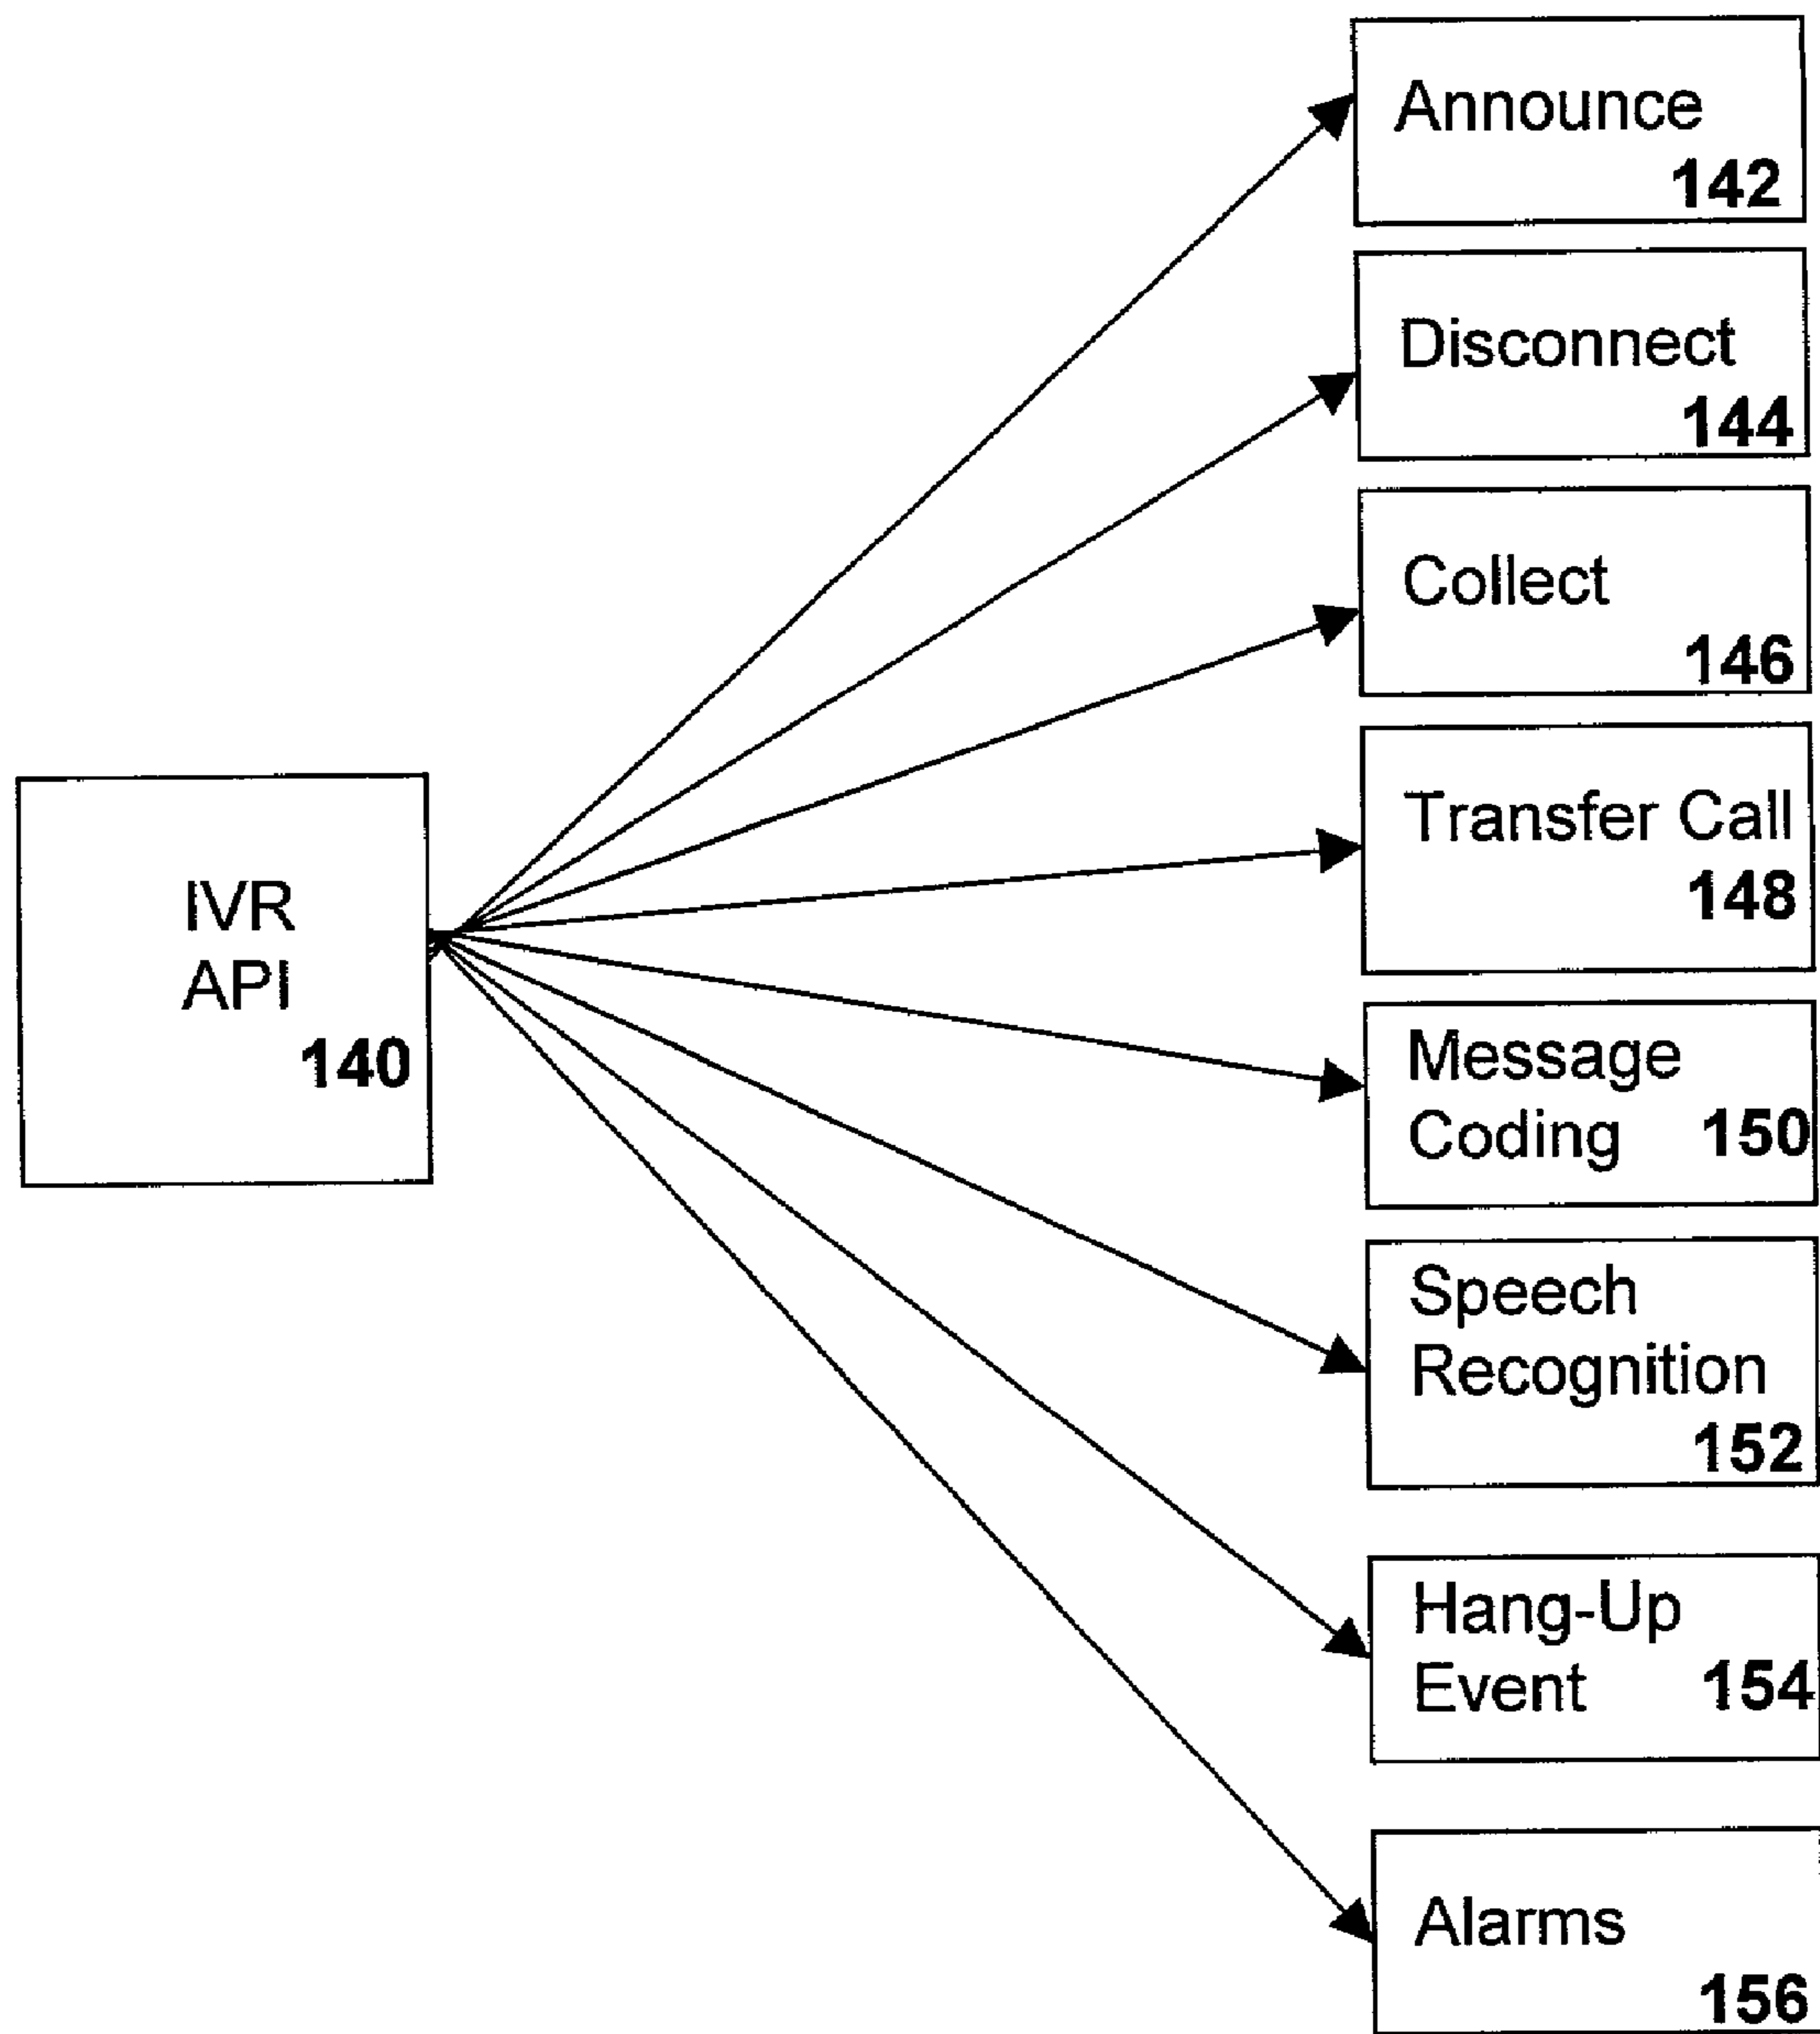 Announce
142
Disconnect
144
Collect
146
Transfer Call
148
IVR
API
140
Message
Coding 150
Speech
Recognition
152
Hang-Up
Event 154
Alarms
156